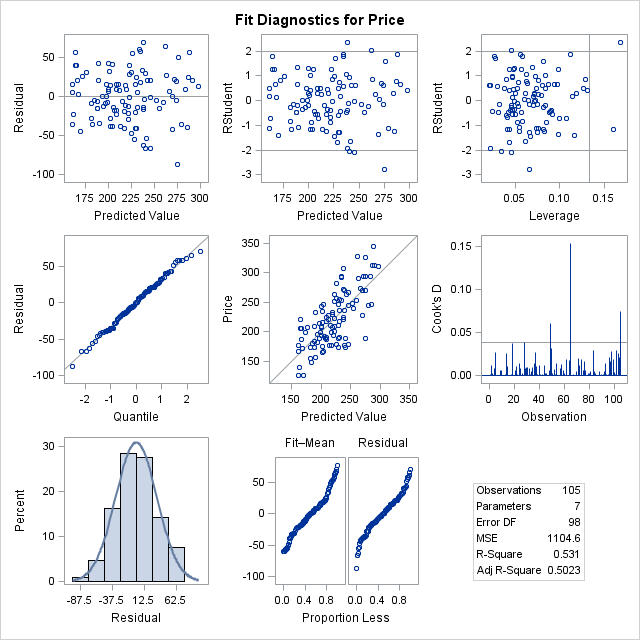 Fit Diagnostics for Price
50
0
-50
-100
Residual
175 200 225 250 275 300
Predicted Value
2
1
0
-1
-2
-3
RStudent
175 200 225 250 275 300
Predicted Value
2
1
0
-1
-2
-3
RStudent
0.05 0.10 0.15
Leverage
50
0
-50
-100
Residual
-2 -1 0 1 2
Quantile
350
300
250
200
150
Price
150 200 250 300 350
Predicted Value
0.15
0.10
0.05
0.00
Cook's D
0 20 40 60 80 100
Observation
30
20
10
0
Percent
-87.5 -37.5 12.5 62.5
Residual
Fit–Mean Residual
50
0
-50
-100
0.0 0.4 0.8 0.0 0.4 0.8
Proportion Less
Observations 105
Parameters 7
Error DF 98
MSE 1104.6
R-Square 0.531
Adj R-Square 0.5023